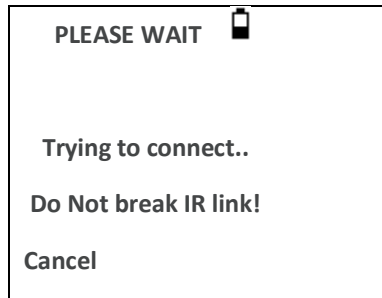 PLEASE WAIT
Trying to connect..
Do Not break IR link!
Cancel